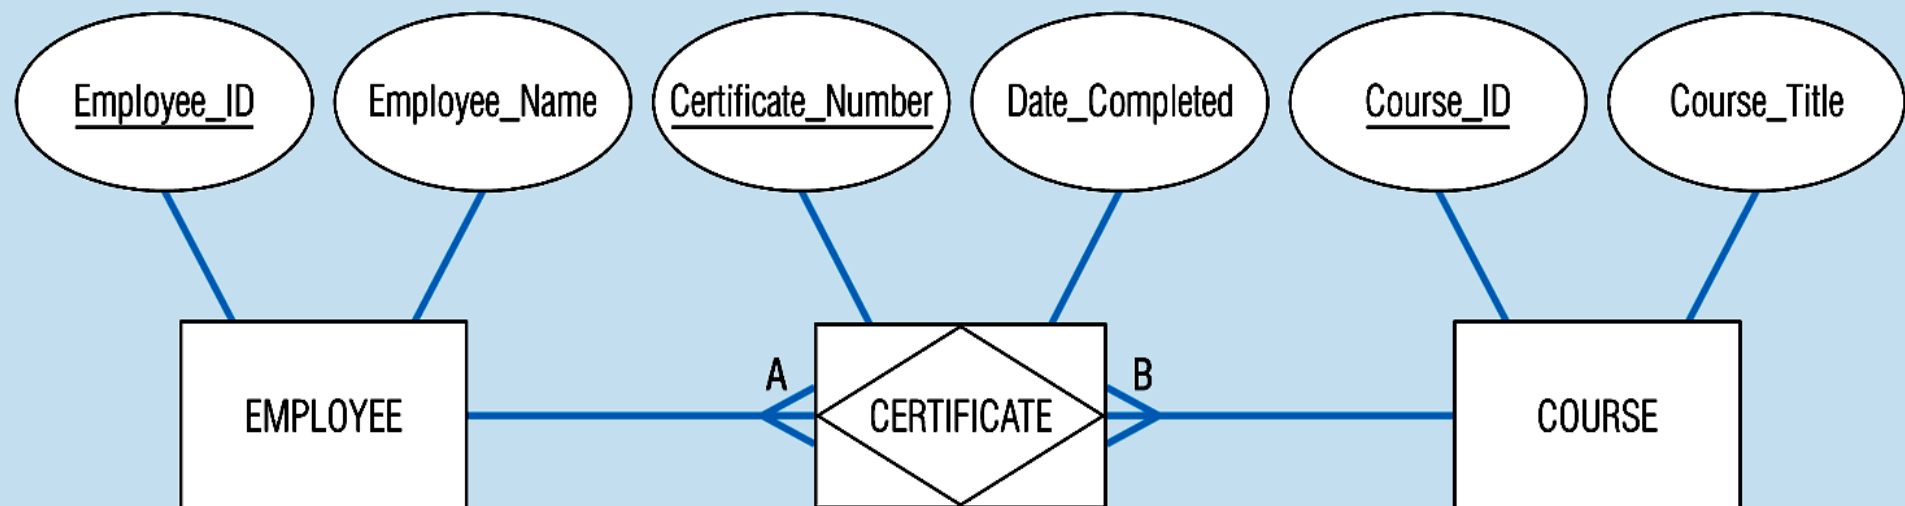 Employee_ID
Employee_Name
Certificate_Number
Date_Completed
Course_ID
Course_Title
A
B
EMPLOYEE
CERTIFICATE
COURSE